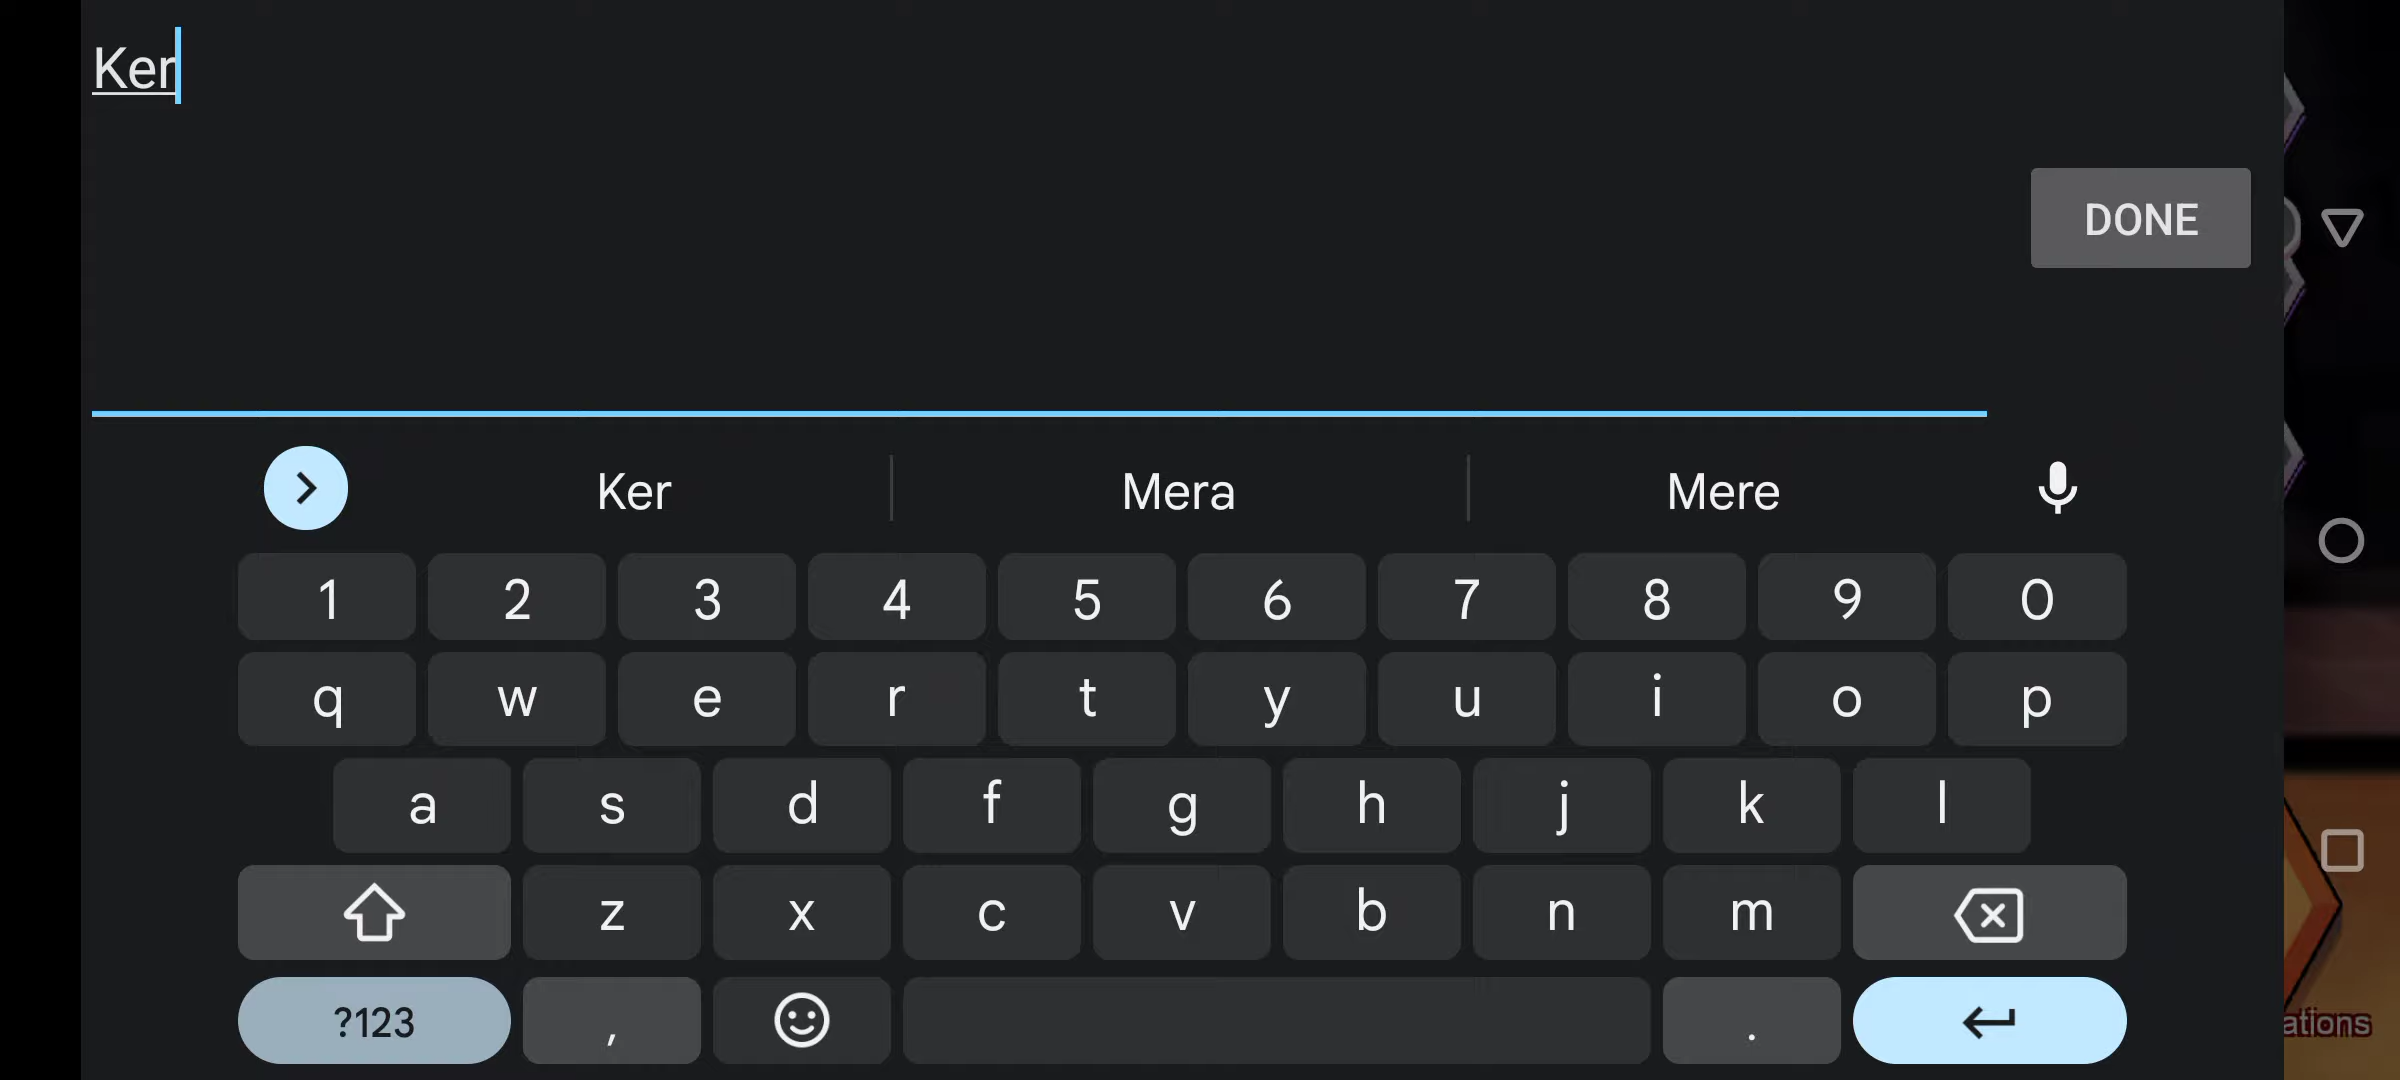 Ker
DONE
Ker Mera Mere
1 2 3 4 5 6 7 8 9 0
q w e r t y u i o p
a s d f g h j k l
z x c v b n m
?123 , .
ations